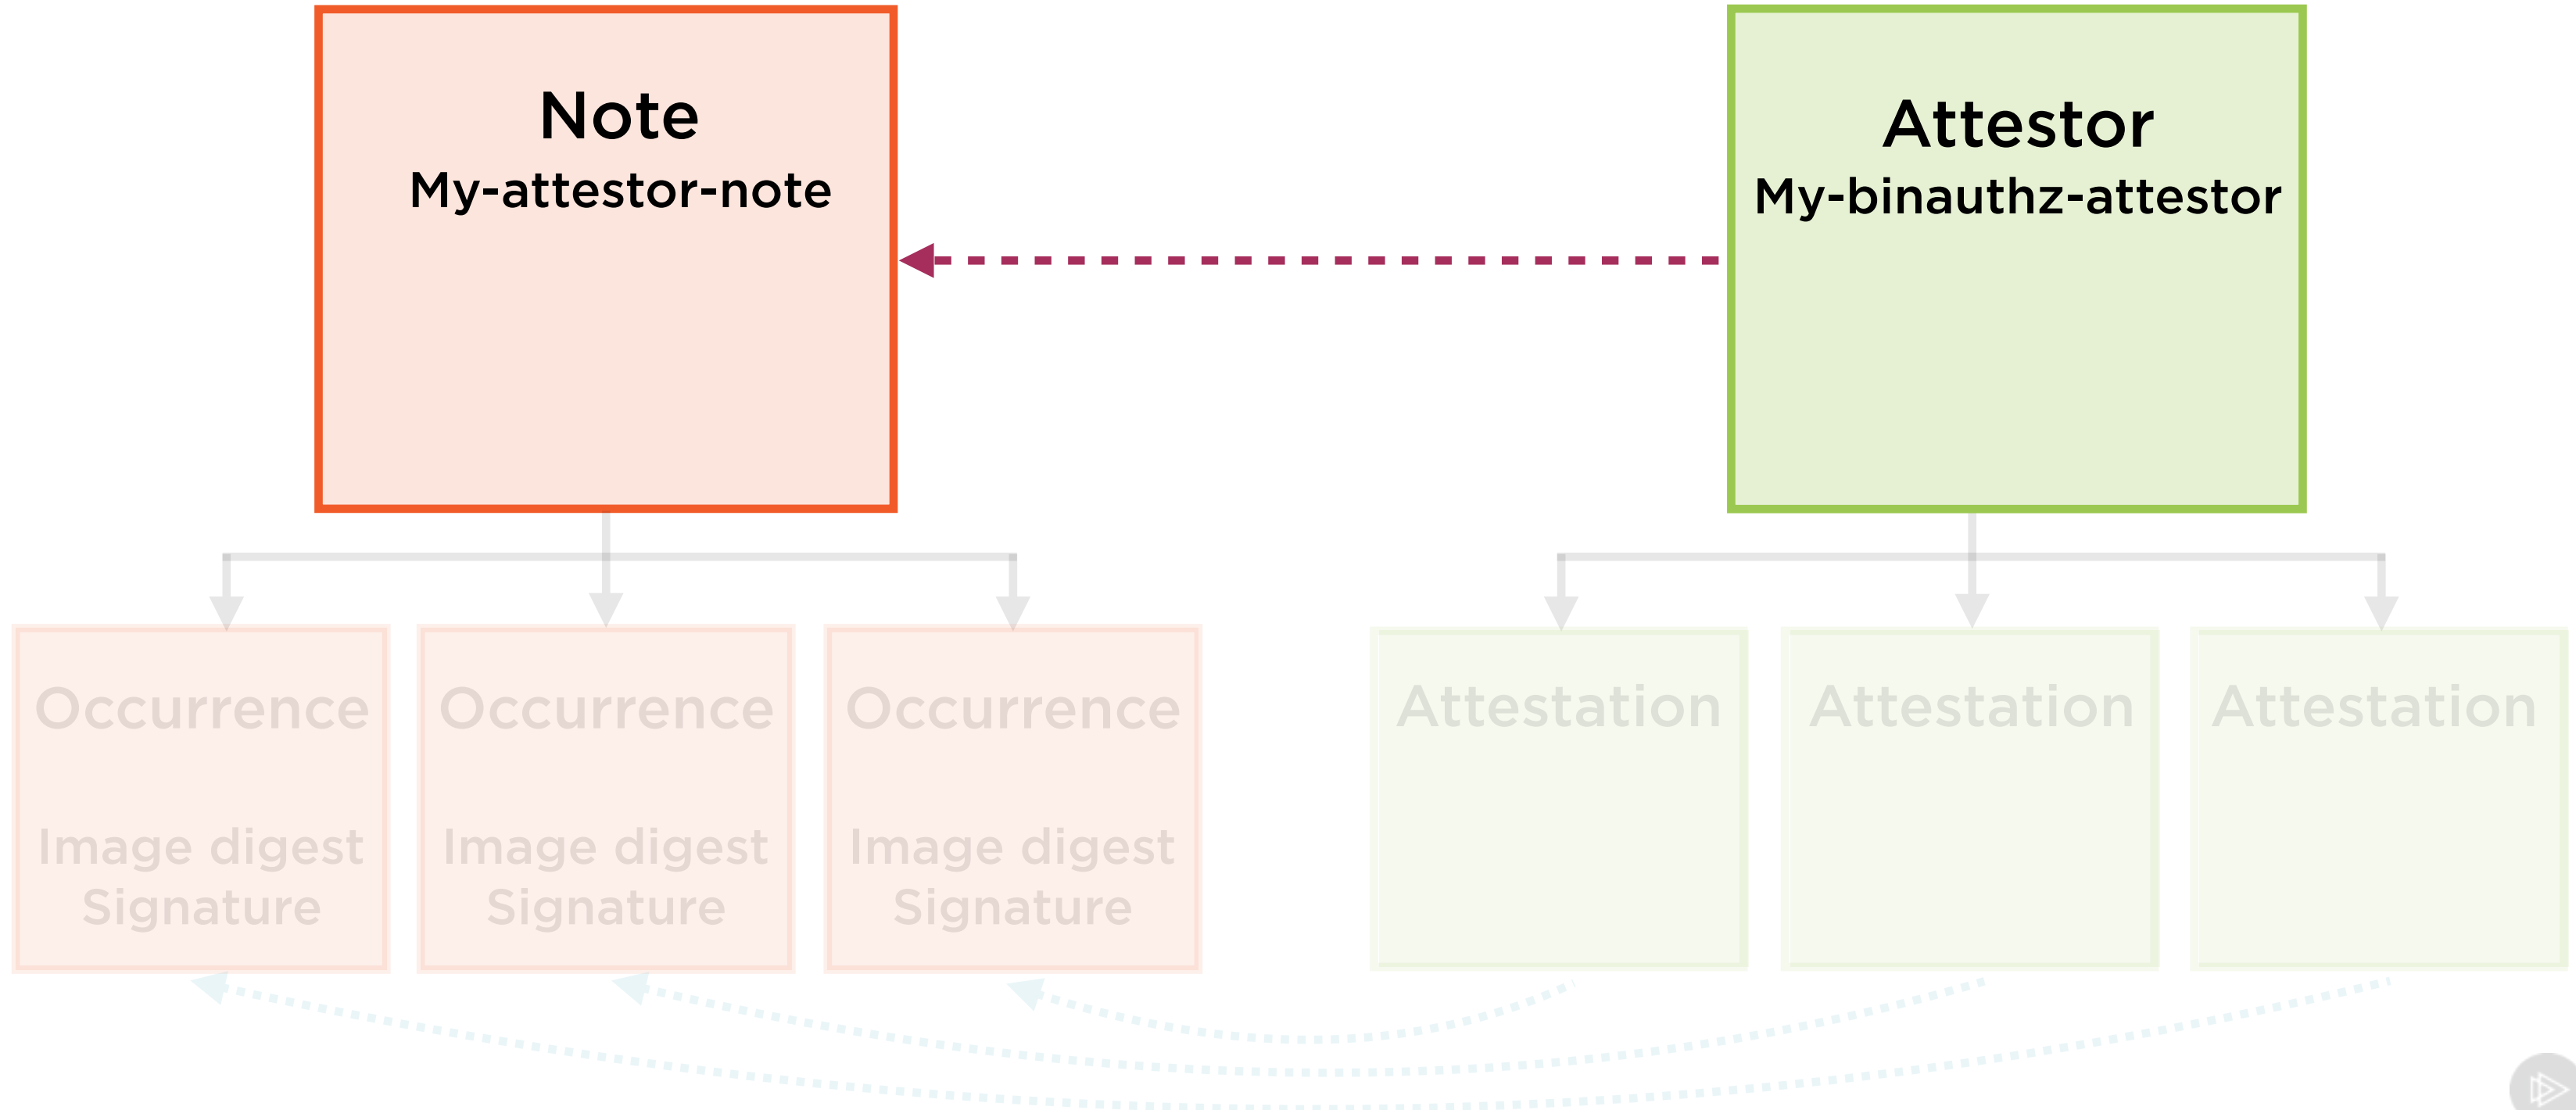 Note
My-attestor-note
Attestor
My-binauthz-attestor
Occurrence
Image digest
Signature
Occurrence
Image digest
Signature
Occurrence
Image digest
Signature
Attestation
Attestation
Attestation